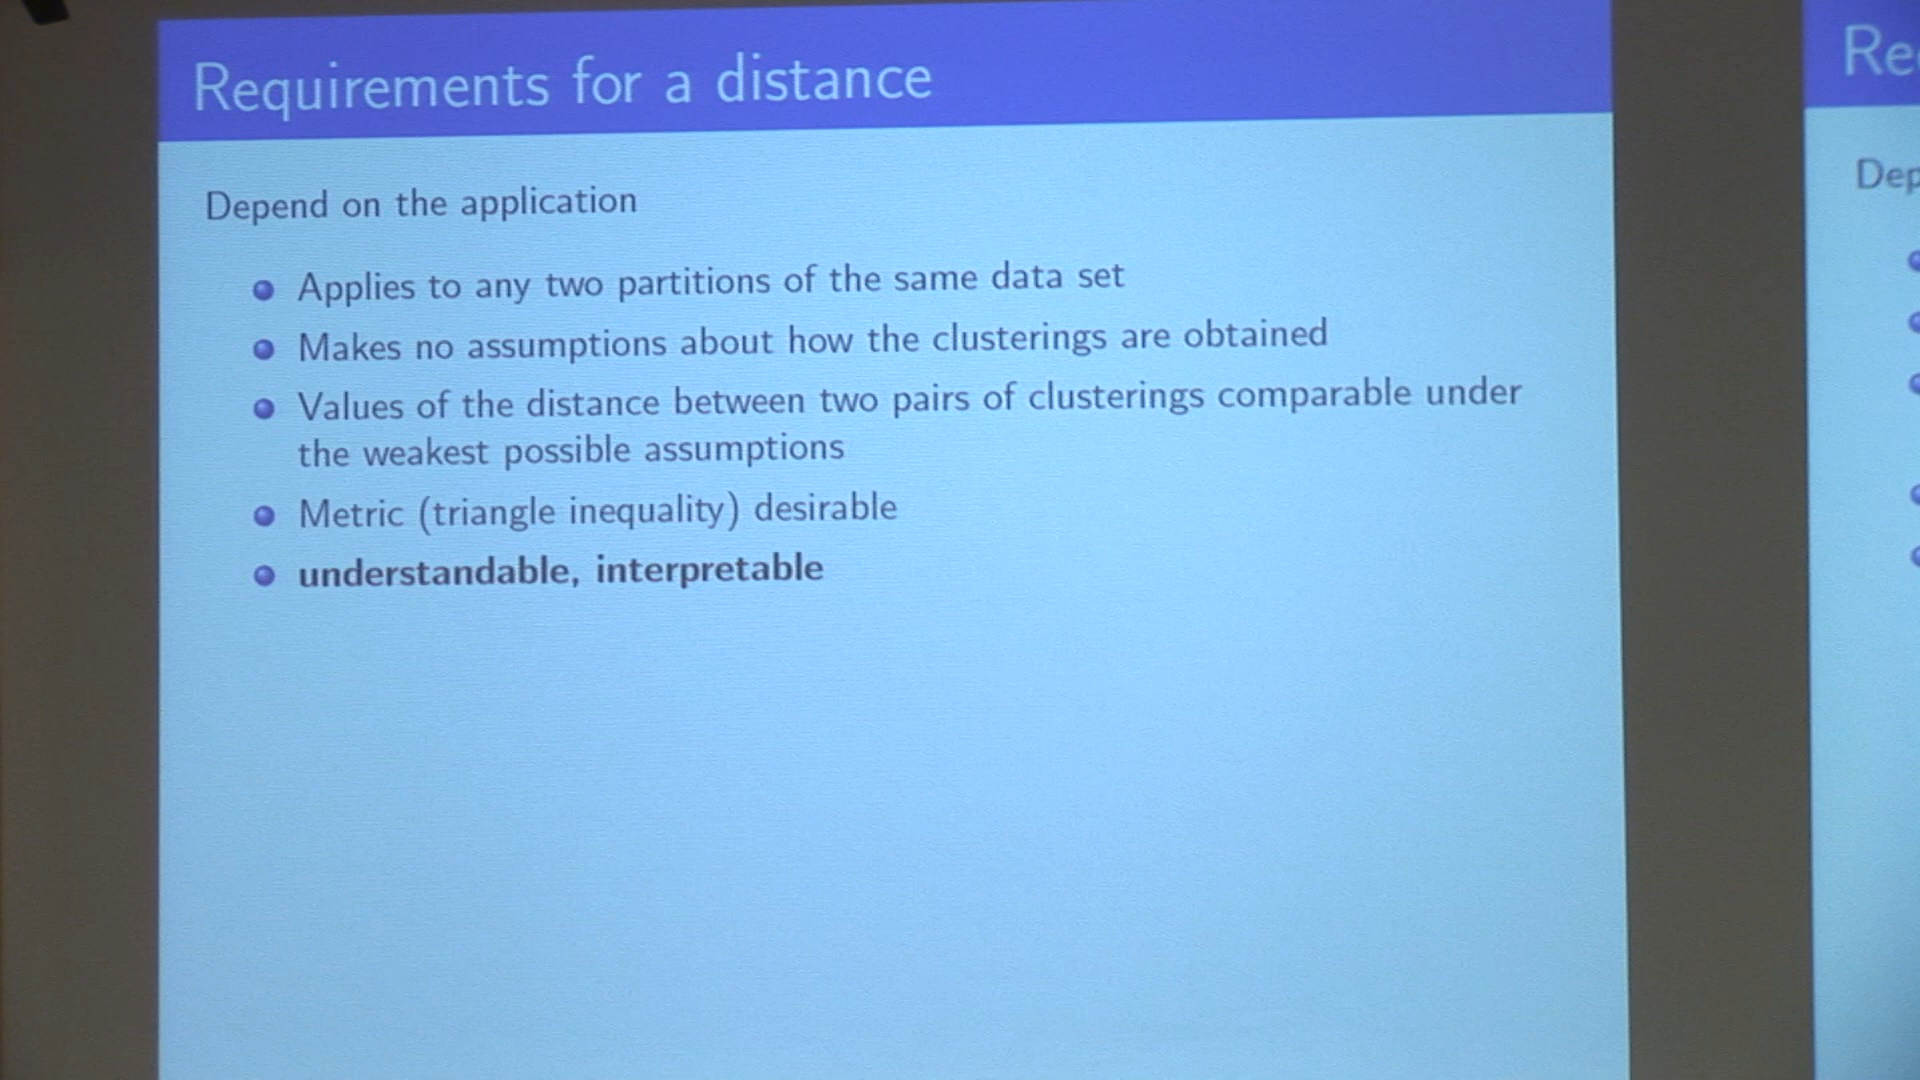 Requirements for a distance
Depend on the application
Applies to any two partitions of the same data set
Makes no assumptions about how the clusterings are obtained
Values of the distance between two pairs of clusterings comparable under
the weakest possible assumptions
Metric (triangle inequality) desirable
understandable, interpretable